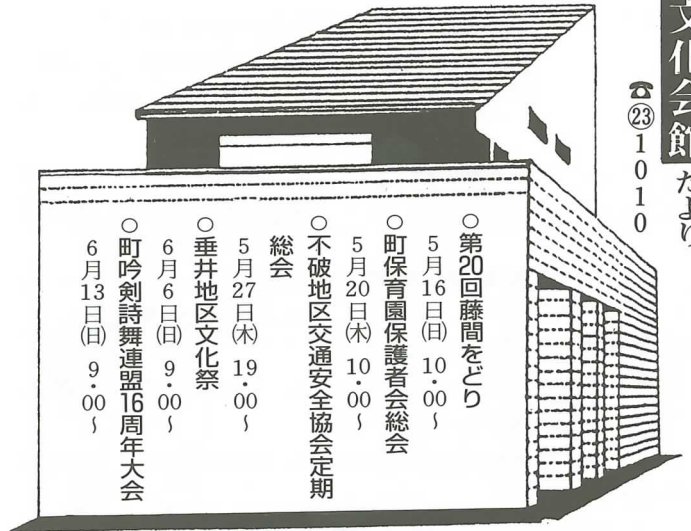 文化会館だより
☎㉓1010
○第20回藤間をどり
5月16日(日) 10・00〜
○町保育園保護者会総会
5月20日(木) 10・00〜
○不破地区交通安全協会定期
総会
5月27日(木) 19・00〜
○垂井地区文化祭
6月6日(日) 9・00〜
○町吟剣詩舞連盟16周年大会
6月13日(日) 9・00〜